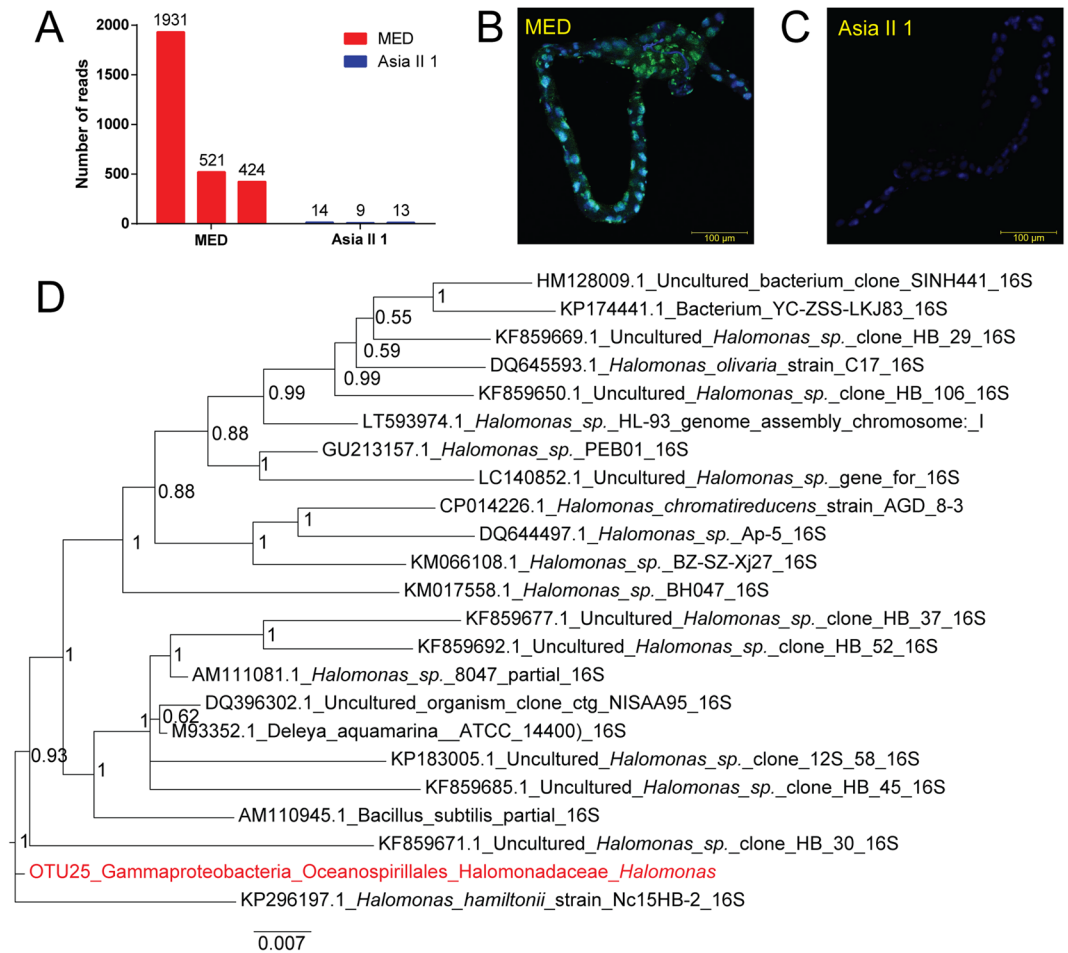 A
2000
1500
1000
500
0
Number of reads
1931
521
424
14
9
13
MED
Asia II 1
MED
Asia II 1
B
MED
100 µm
C
Asia II 1
100 µm
D
HM128009.1_Uncultured_bacterium_clone_SINH441_16S
1
KP174441.1_Bacterium_YC-ZSS-LKJ83_16S
0.55
KF859669.1_Uncultured_Halomonas_sp._clone_HB_29_16S
0.59
DQ645593.1_Halomonas_olivaria_strain_C17_16S
0.99
KF859650.1_Uncultured_Halomonas_sp._clone_HB_106_16S
0.99
LT593974.1_Halomonas_sp._HL-93_genome_assembly_chromosome:_I
0.88
GU213157.1_Halomonas_sp._PEB01_16S
1
LC140852.1_Uncultured_Halomonas_sp._gene_for_16S
0.88
CP014226.1_Halomonas_chromatireducens_strain_AGD_8-3
1
DQ644497.1_Halomonas_sp._Ap-5_16S
1
1
KM066108.1_Halomonas_sp._BZ-SZ-Xj27_16S
KM017558.1_Halomonas_sp._BH047_16S
KF859677.1_Uncultured_Halomonas_sp._clone_HB_37_16S
KF859692.1_Uncultured_Halomonas_sp._clone_HB_52_16S
1
1
AM111081.1_Halomonas_sp._8047_partial_16S
DQ396302.1_Uncultured_organism_clone_ctg_NISAA95_16S
1
0.62
M93352.1_Deleya_aquamarina__ATCC_14400)_16S
0.93
KP183005.1_Uncultured_Halomonas_sp._clone_12S_58_16S
1
KF859685.1_Uncultured_Halomonas_sp._clone_HB_45_16S
AM110945.1_Bacillus_subtilis_partial_16S
1
KF859671.1_Uncultured_Halomonas_sp._clone_HB_30_16S
OTU25_Gammaproteobacteria_Oceanospirillales_Halomonadaceae_Halomonas
KP296197.1_Halomonas_hamiltonii_strain_Nc15HB-2_16S
0.007